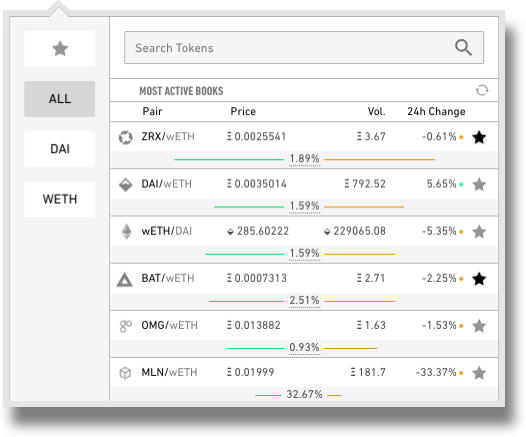 Search Tokens
MOST ACTIVE BOOKS
ALL
DAI
WETH
Pair Price Vol. 24h Change
ZRX/wETH Ξ 0.0025541 Ξ 3.67 -0.61%
1.89%
DAI/wETH Ξ 0.0035014 Ξ 792.52 5.65%
1.59%
wETH/DAI 285.60222 229065.08 -5.35%
1.59%
BAT/wETH Ξ 0.0007313 Ξ 2.71 -2.25%
2.51%
OMG/wETH Ξ 0.013882 Ξ 1.63 -1.53%
0.93%
MLN/wETH Ξ 0.01999 Ξ 181.7 -33.37%
32.67%